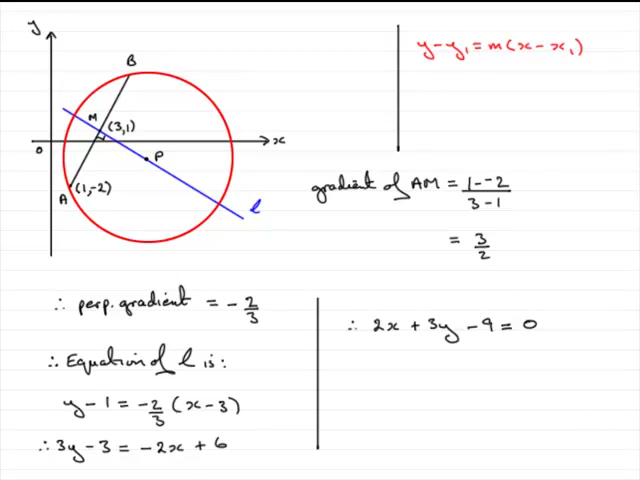 y
B
M
(3,1)
0
x
P
A (1,-2)
l
y-y₁ = m(x-x₁)
gradient of AM = 1--2 / 3-1
= 3/2
∴ perp. gradient = -2/3
∴ Equation of l is:
y-1 = -2/3 (x-3)
∴ 3y-3 = -2x+6
∴ 2x+3y-9=0